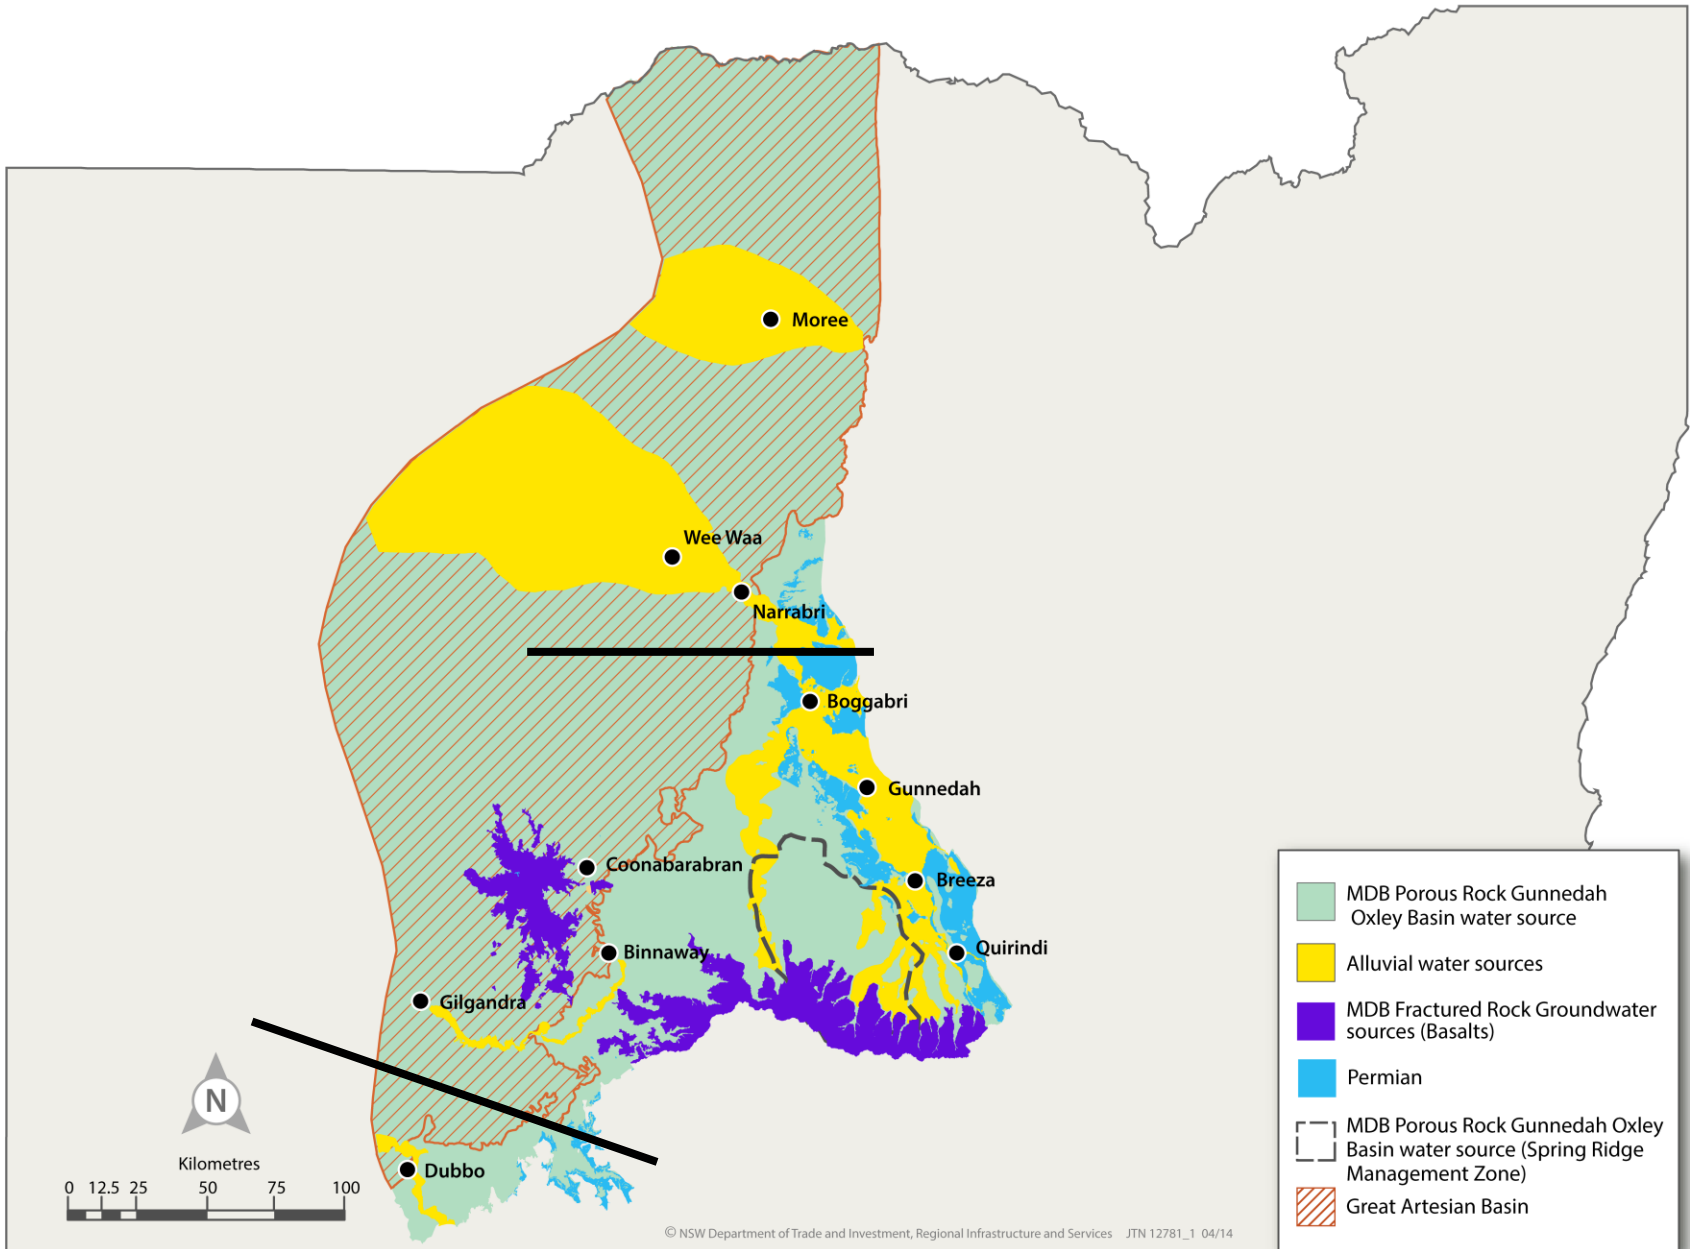 Moree
Wee Waa
Narrabri
Boggabri
Gunnedah
Coonabarabran
Breeza
Binnaway
Quirindi
Gilgandra
Dubbo
N
Kilometres
0 12.5 25 50 75 100
MDB Porous Rock Gunnedah
Oxley Basin water source
Alluvial water sources
MDB Fractured Rock Groundwater
sources (Basalts)
Permian
MDB Porous Rock Gunnedah Oxley
Basin water source (Spring Ridge
Management Zone)
Great Artesian Basin
© NSW Department of Trade and Investment, Regional Infrastructure and Services JTN 12781_1 04/14